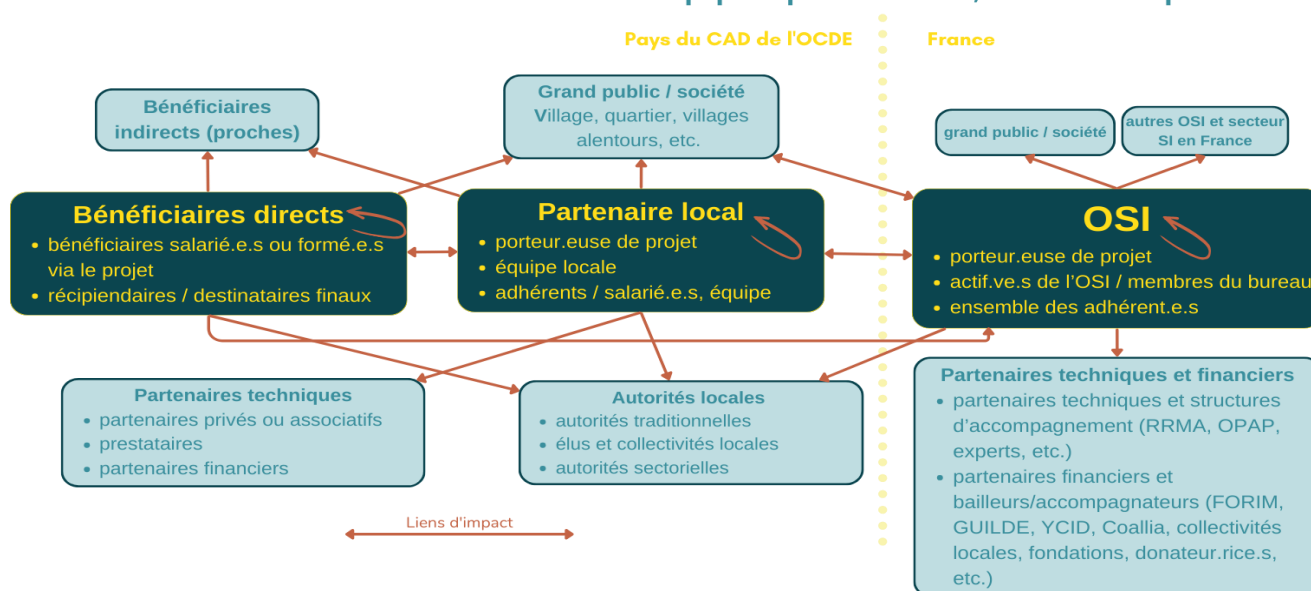 Pays du CAD de l'OCDE
France
Bénéficiaires
indirects (proches)
Grand public / société
Village, quartier, villages
alentours, etc.
grand public / société
autres OSI et secteur
SI en France
Bénéficiaires directs
• bénéficiaires salarié.e.s ou formé.e.s
via le projet
• récipiendaires / destinataires finaux
Partenaire local
• porteur.euse de projet
• équipe locale
• adhérents / salarié.e.s, équipe
OSI
• porteur.euse de projet
• actif.ve.s de l'OSI / membres du bureau
• ensemble des adhérent.e.s
Partenaires techniques
• partenaires privés ou associatifs
• prestataires
• partenaires financiers
Autorités locales
• autorités traditionnelles
• élus et collectivités locales
• autorités sectorielles
Partenaires techniques et financiers
• partenaires techniques et structures
d'accompagnement (RRMA, OPAP,
experts, etc.)
• partenaires financiers et
bailleurs/accompagnateurs (FORIM,
GUILDE, YCID, Coallia, collectivités
locales, fondations, donateur.rice.s,
etc.)
Liens d'impact